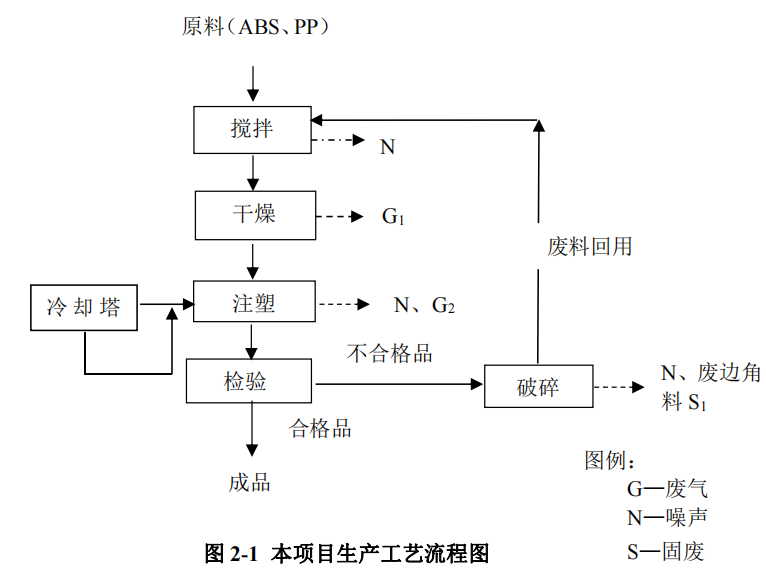 原料（ABS、PP）
搅拌
N
干燥
G1
废料回用
冷却塔
注塑
N、G2
不合格品
检验
破碎
N、废边角
料 S1
合格品
成品
图例：
G—废气
N—噪声
S—固废
图 2-1 本项目生产工艺流程图